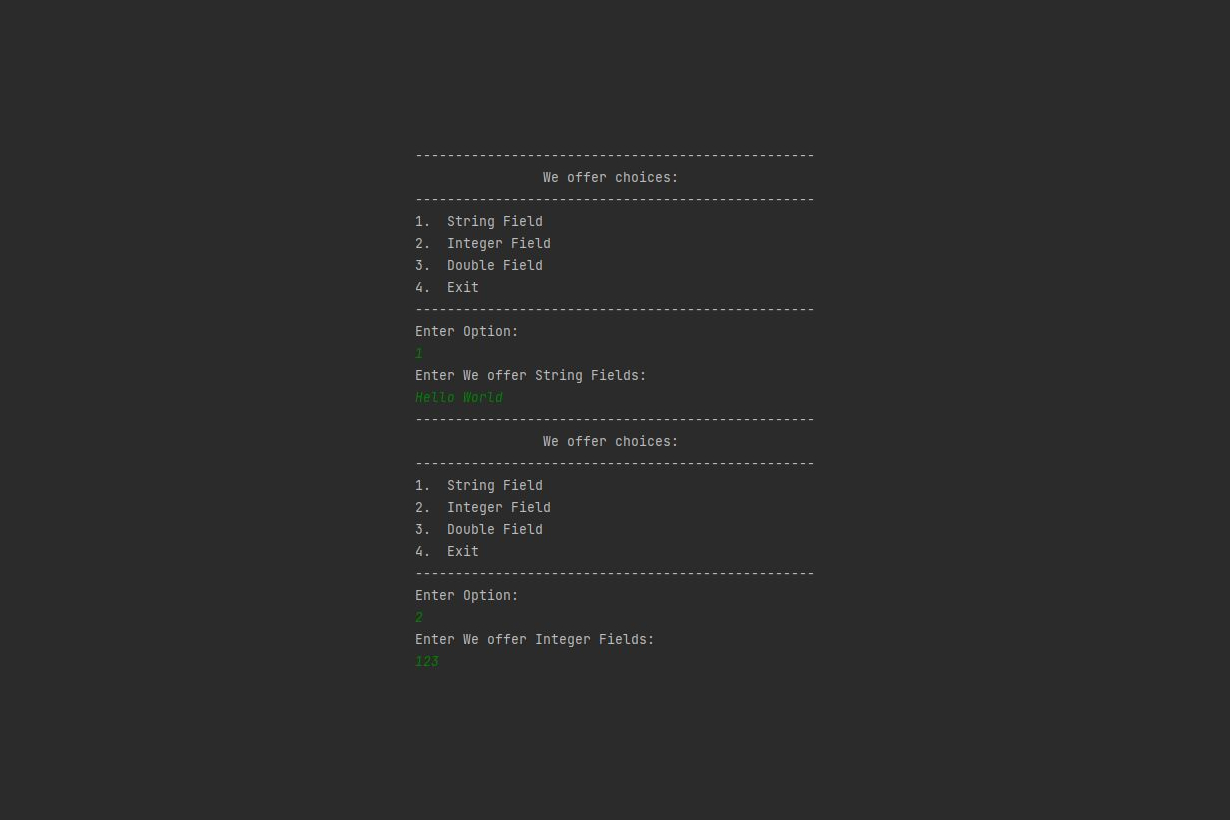 --------------------------------------------------
                We offer choices:
--------------------------------------------------
1.  String Field
2.  Integer Field
3.  Double Field
4.  Exit
--------------------------------------------------
Enter Option:
1
Enter We offer String Fields:
Hello World
--------------------------------------------------
                We offer choices:
--------------------------------------------------
1.  String Field
2.  Integer Field
3.  Double Field
4.  Exit
--------------------------------------------------
Enter Option:
2
Enter We offer Integer Fields:
123